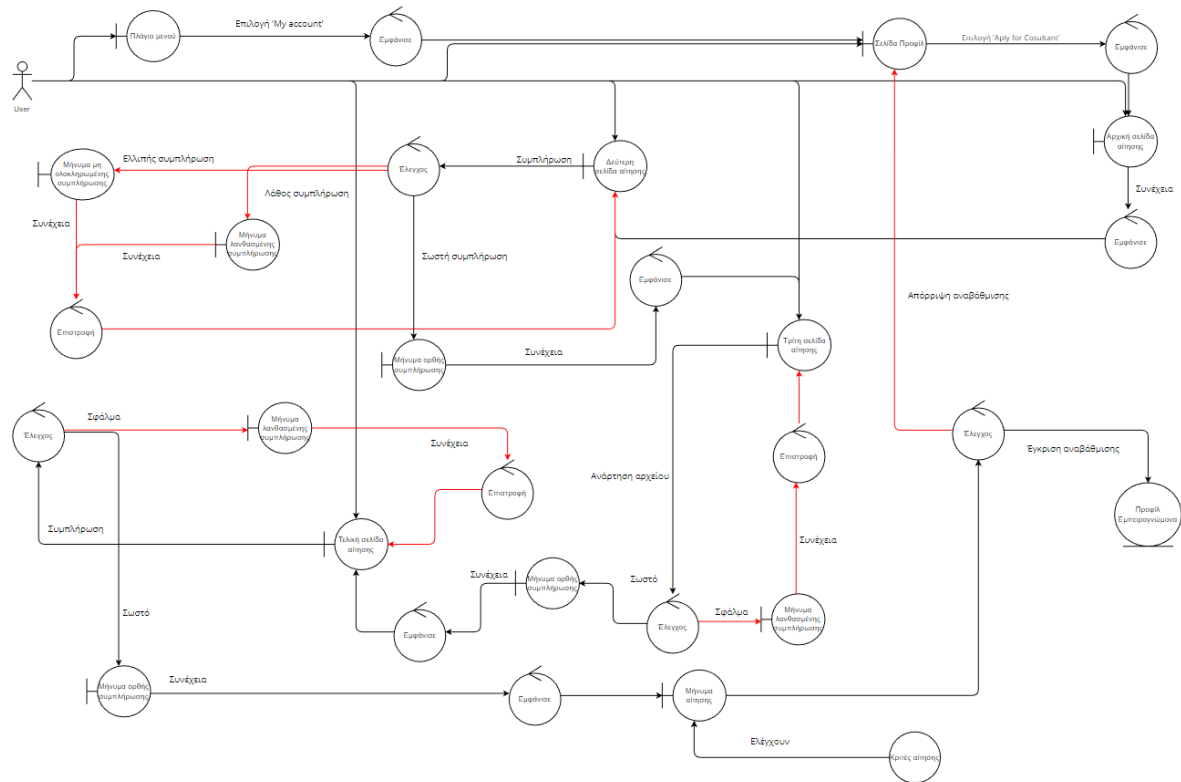 Επιλογή 'My account'
Πλάγιο μενού
Εμφάνισε
Σελίδα Προφίλ
Επιλογή 'Aply for Cosultant'
Εμφάνισε
User
Αρχική σελίδα
αίτησης
Ελλιπής συμπλήρωση
Μήνυμα μη
ολοκληρωμένης
συμπλήρωσης
Έλεγχος
Συμπλήρωση
Δεύτερη
σελίδα αίτησης
Λάθος συμπλήρωση
Συνέχεια
Συνέχεια
Μήνυμα
λανθασμένης
συμπλήρωσης
Συνέχεια
Σωστή συμπλήρωση
Εμφάνισε
Εμφάνισε
Απόρριψη αναβάθμισης
Επιστροφή
Μήνυμα ορθής
συμπλήρωσης
Συνέχεια
Τρίτη σελίδα
αίτησης
Έλεγχος
Σφάλμα
Μήνυμα
λανθασμένης
συμπλήρωσης
Συνέχεια
Επιστροφή
Επιστροφή
Έλεγχος
Έγκριση αναβάθμισης
Ανάρτηση αρχείου
Προφίλ
Εμπειρογνώμονα
Συμπλήρωση
Τελική σελίδα
αίτησης
Συνέχεια
Συνέχεια
Μήνυμα ορθής
συμπλήρωσης
Σωστό
Σωστό
Εμφάνισε
Έλεγχος
Σφάλμα
Μήνυμα
λανθασμένης
συμπλήρωσης
Μήνυμα ορθής
συμπλήρωσης
Συνέχεια
Εμφάνισε
Μήνυμα
αίτησης
Ελέγχουν
Κριτές αίτησης